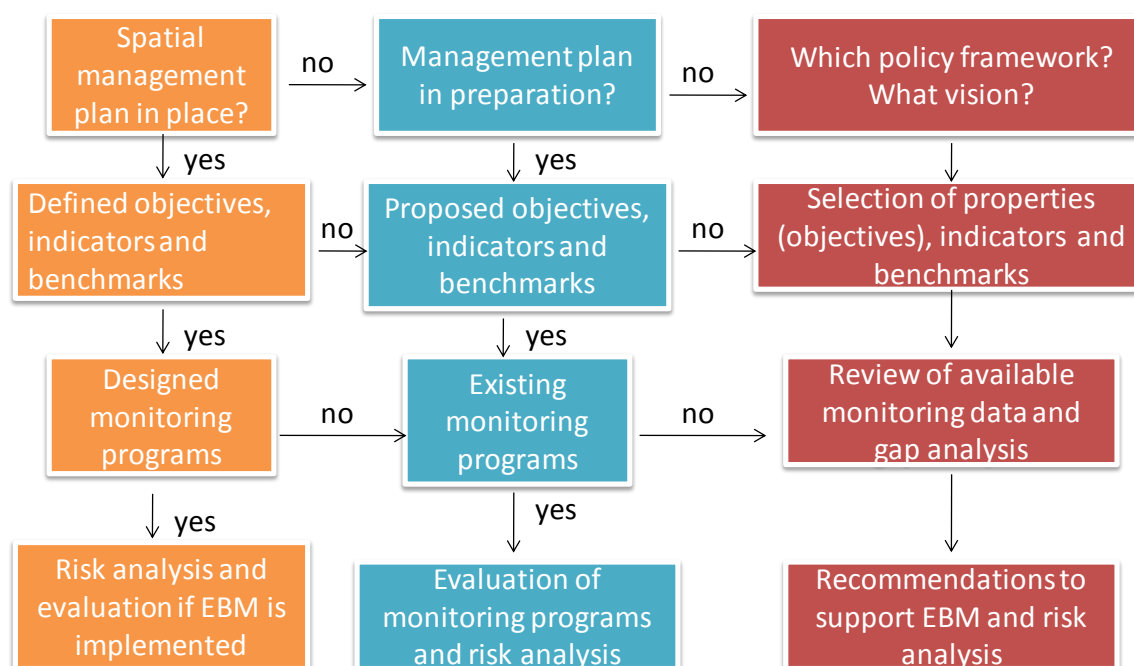 Spatial
management
plan in place?
no
Management plan
in preparation?
no
Which policy framework?
What vision?
yes
yes
Defined objectives,
indicators and
benchmarks
no
Proposed objectives,
indicators and
benchmarks
no
Selection of properties
(objectives), indicators and
benchmarks
yes
yes
Designed
monitoring
programs
no
Existing
monitoring
programs
no
Review of available
monitoring data and
gap analysis
yes
yes
Risk analysis and
evaluation if EBM is
implemented
Evaluation of
monitoring programs
and risk analysis
Recommendations to
support EBM and risk
analysis